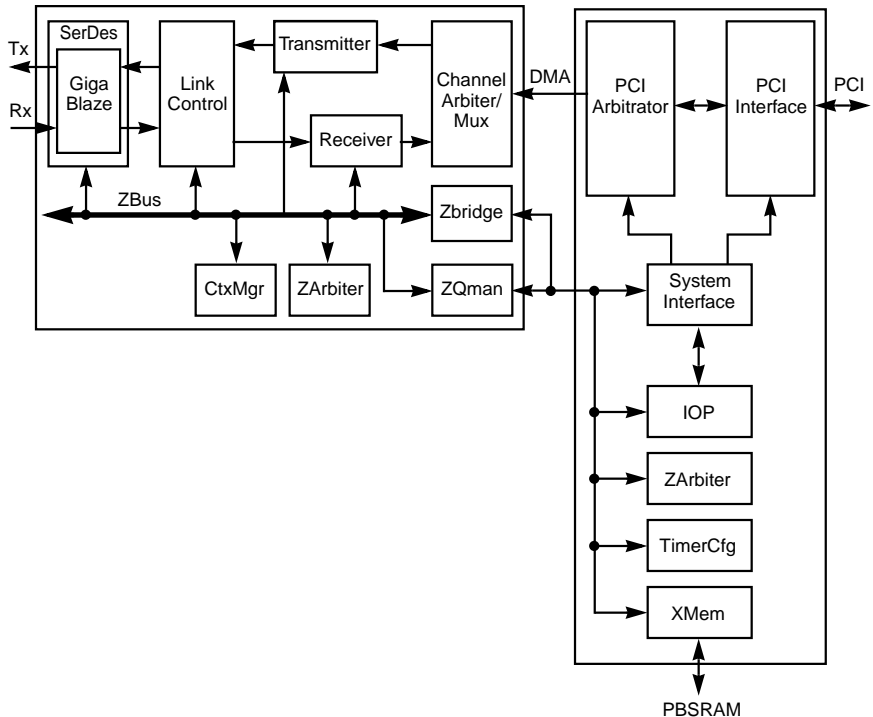 SerDes
Tx
Rx
Giga
Blaze
Link
Control
Transmitter
Receiver
Channel
Arbiter/
Mux
DMA
PCI
Arbitrator
PCI
Interface
PCI
ZBus
Zbridge
CtxMgr
ZArbiter
ZQman
System
Interface
IOP
ZArbiter
TimerCfg
XMem
PBSRAM